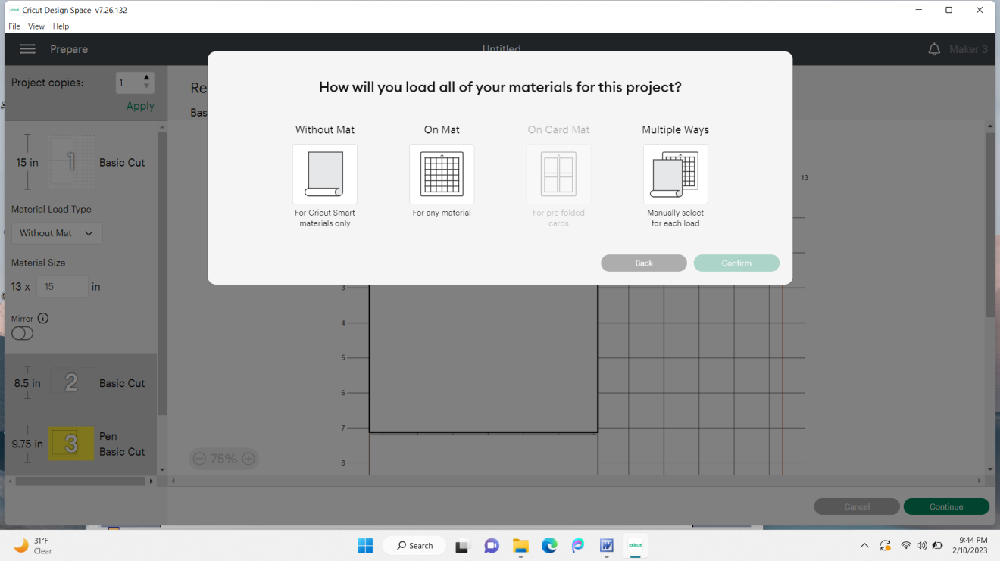 cricut Cricut Design Space v7.26.132
File View Help
Prepare
Untitled
Maker 3
Project copies:
1
Apply
Re
Bas
15 in
1
Basic Cut
Material Load Type
Without Mat
Material Size
13 x 15 in
Mirror
8.5 in
2
Basic Cut
9.75 in
3
Pen
Basic Cut
How will you load all of your materials for this project?
Without Mat
For Cricut Smart
materials only
On Mat
For any material
On Card Mat
For pre-folded
cards
Multiple Ways
Manually select
for each load
Back
Confirm
13
3
4
5
6
7
8
75%
Cancel
Continue
31°F
Clear
Search
cricut
9:44 PM
2/10/2023